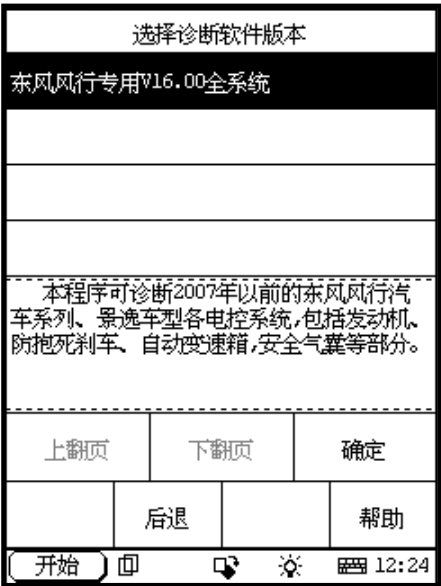 选择诊断软件版本
东风风行专用V16.00全系统
本程序可诊断2007年以前的东风风行汽
车系列、景逸车型各电控系统,包括发动机、
防抱死刹车、自动变速箱,安全气囊等部分。
上翻页 下翻页 确定
后退 帮助
开始 12:24